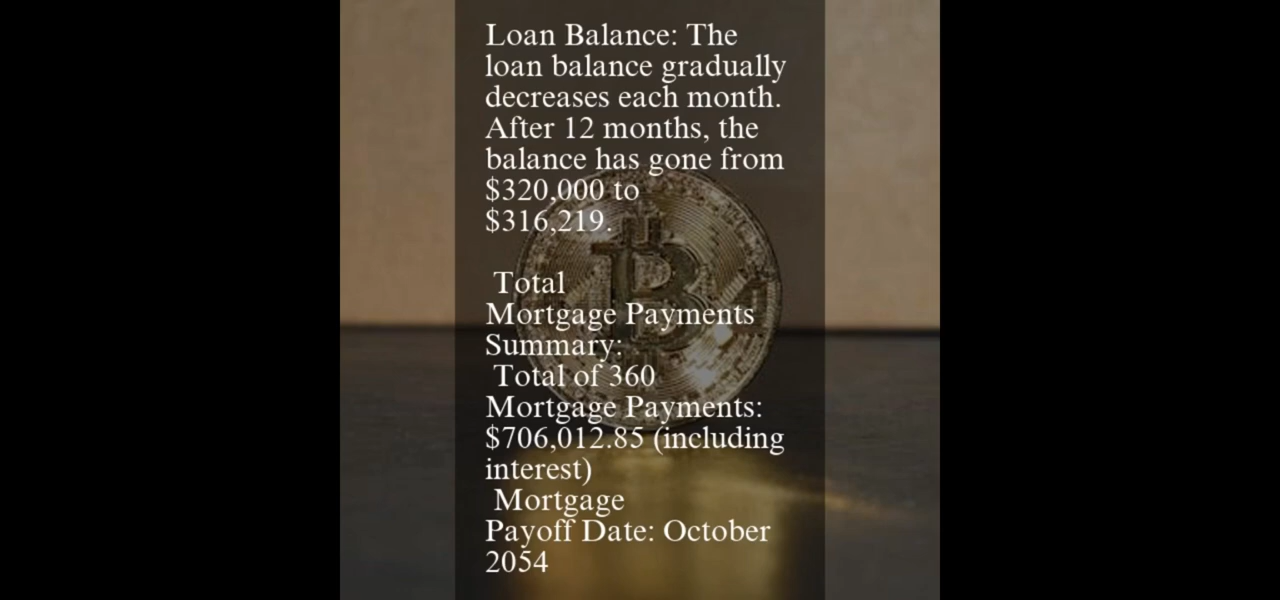 Loan Balance: The
loan balance gradually
decreases each month.
After 12 months, the
balance has gone from
$320,000 to
$316,219.
Total
Mortgage Payments
Summary:
Total of 360
Mortgage Payments:
$706,012.85 (including
interest)
Mortgage
Payoff Date: October
2054